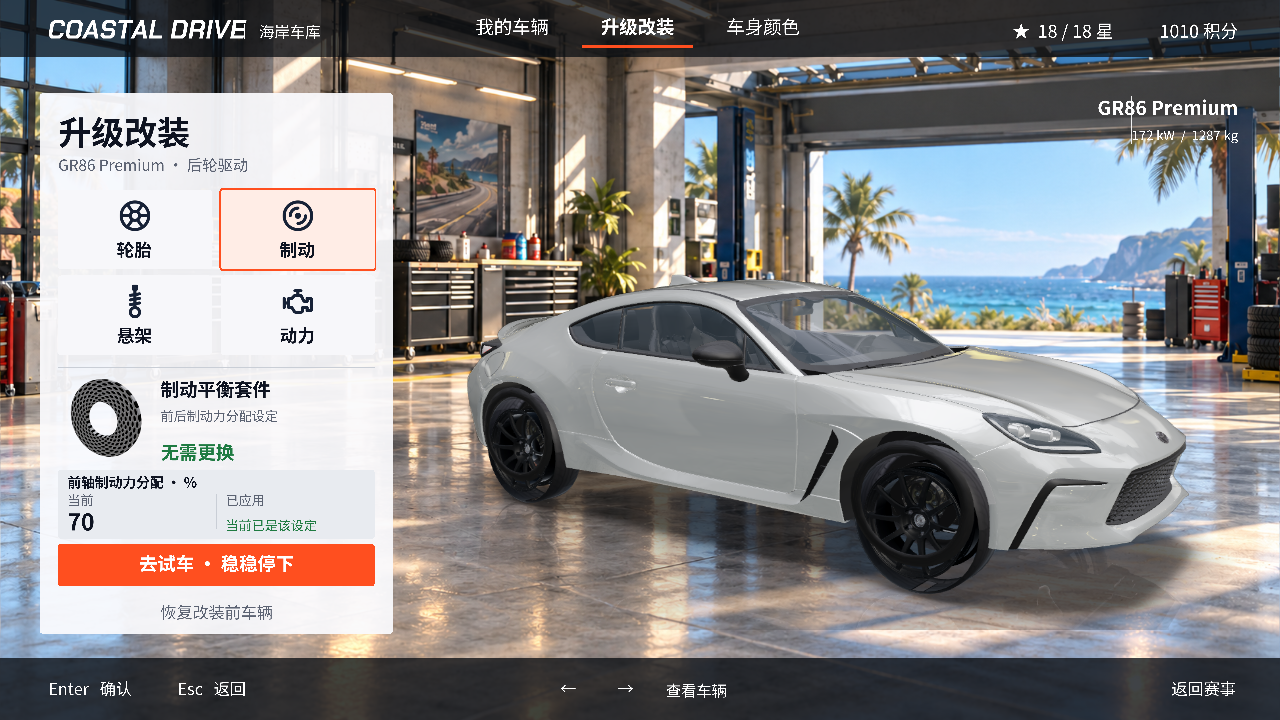 COASTAL DRIVE 海岸车库
我的车辆 升级改装 车身颜色
★ 18 / 18 星 1010 积分
GR86 Premium
172 kW / 1287 kg
升级改装
GR86 Premium · 后轮驱动
轮胎 制动
悬架 动力
制动平衡套件
前后制动力分配设定
无需更换
前轴制动力分配 · %
当前 已应用
70 当前已是该设定
去试车 · 稳稳停下
恢复改装前车辆
Enter 确认 Esc 返回 ← → 查看车辆 返回赛事